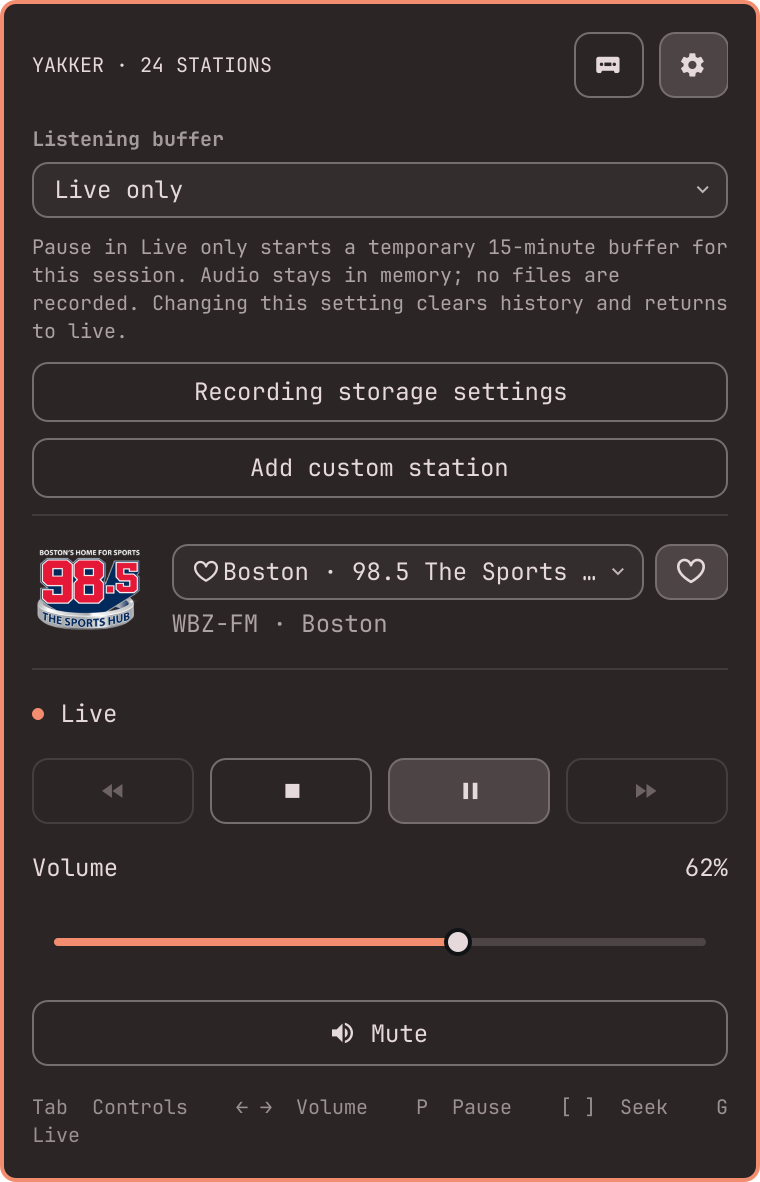 YAKKER · 24 STATIONS
Listening buffer
Live only
Pause in Live only starts a temporary 15-minute buffer for
this session. Audio stays in memory; no files are
recorded. Changing this setting clears history and returns
to live.
Recording storage settings
Add custom station
BOSTON'S HOME FOR SPORTS
98.5
THE SPORTS HUB
Boston · 98.5 The Sports …
WBZ-FM · Boston
Live
Volume 62%
Mute
Tab Controls ← → Volume P Pause [ ] Seek G
Live